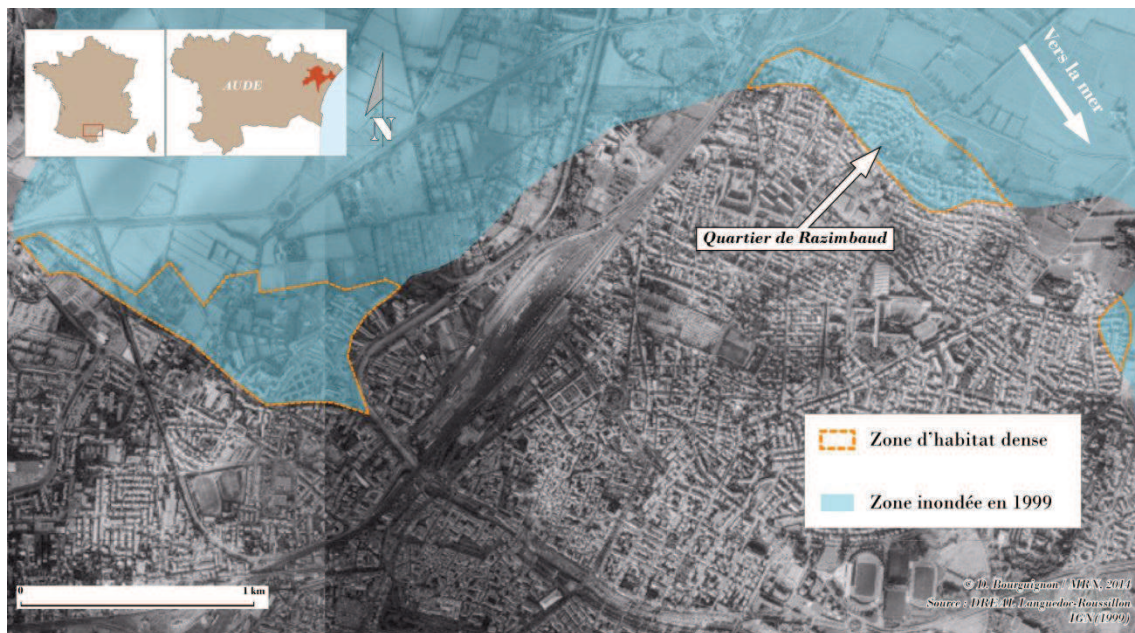 AUDE
N
Vers la mer
Quartier de Razimbaud
Zone d'habitat dense
Zone inondée en 1999
0 1 km
© D. Bourguignon / MRN, 2014
Source : DREAL Languedoc-Roussillon
IGN (1999)